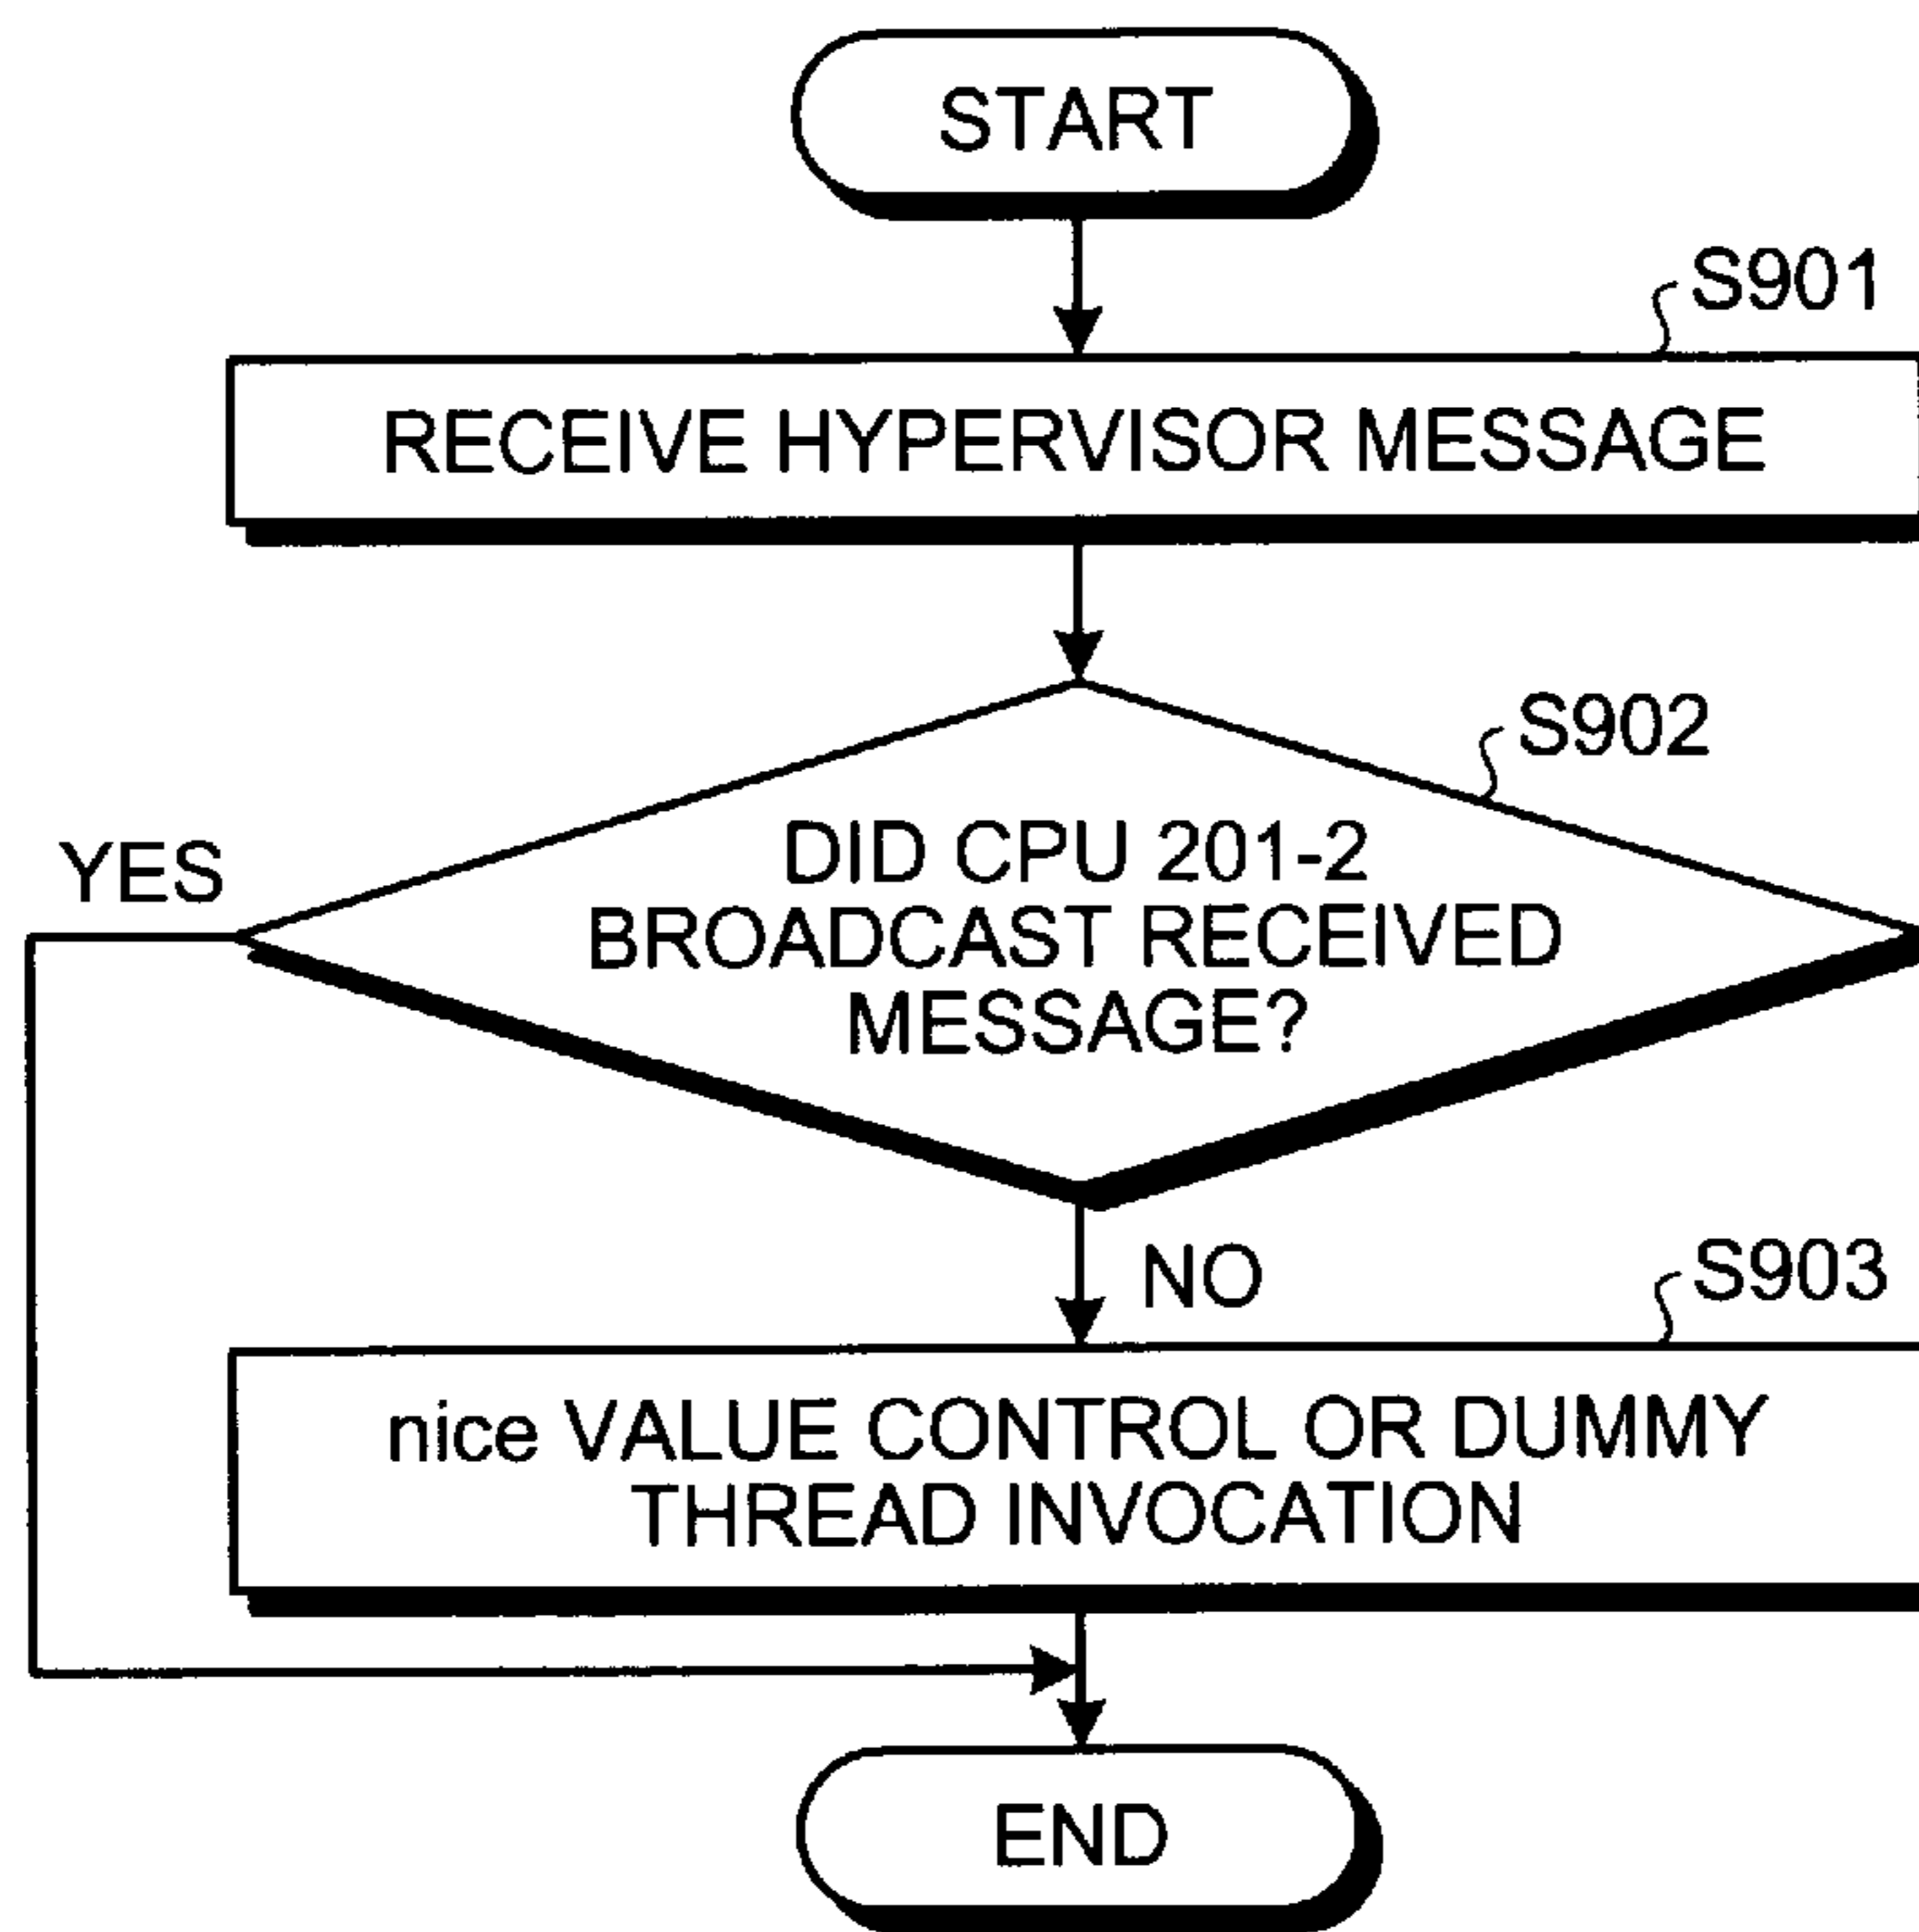 START
S901
RECEIVE HYPERVISOR MESSAGE
S902
YES
DID CPU 201-2
BROADCAST RECEIVED
MESSAGE?
NO
S903
nice VALUE CONTROL OR DUMMY
THREAD INVOCATION
END